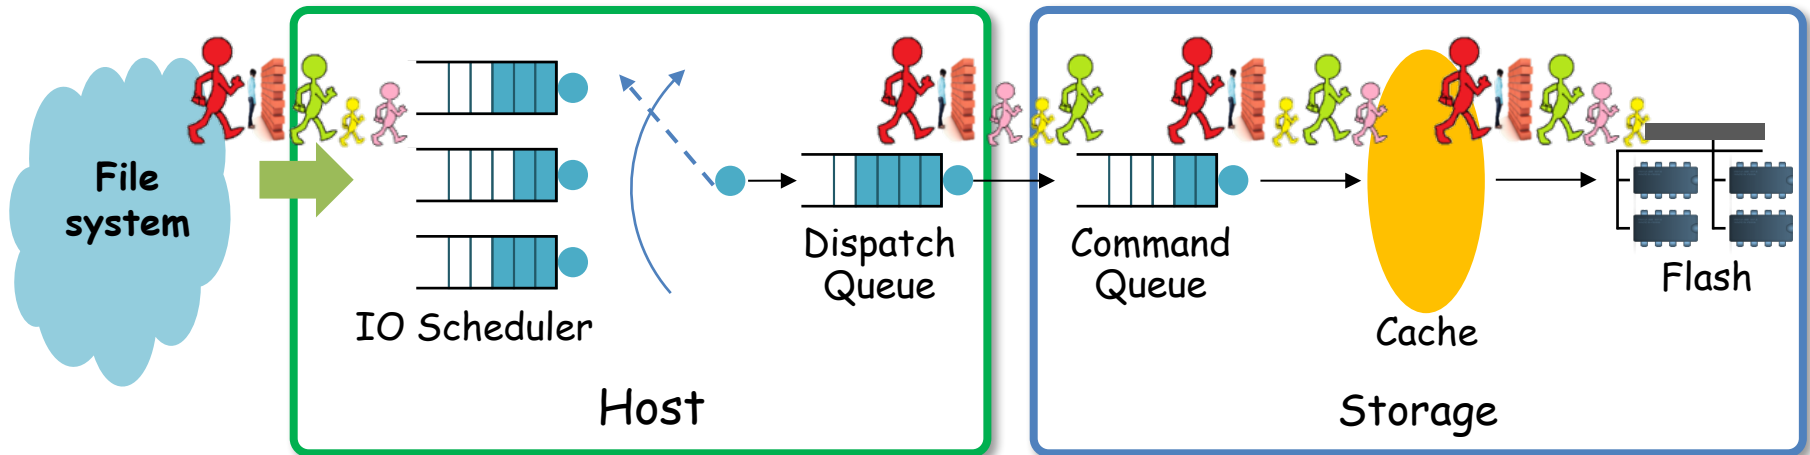 File
system
IO Scheduler
Dispatch
Queue
Host
Command
Queue
Cache
Flash
Storage